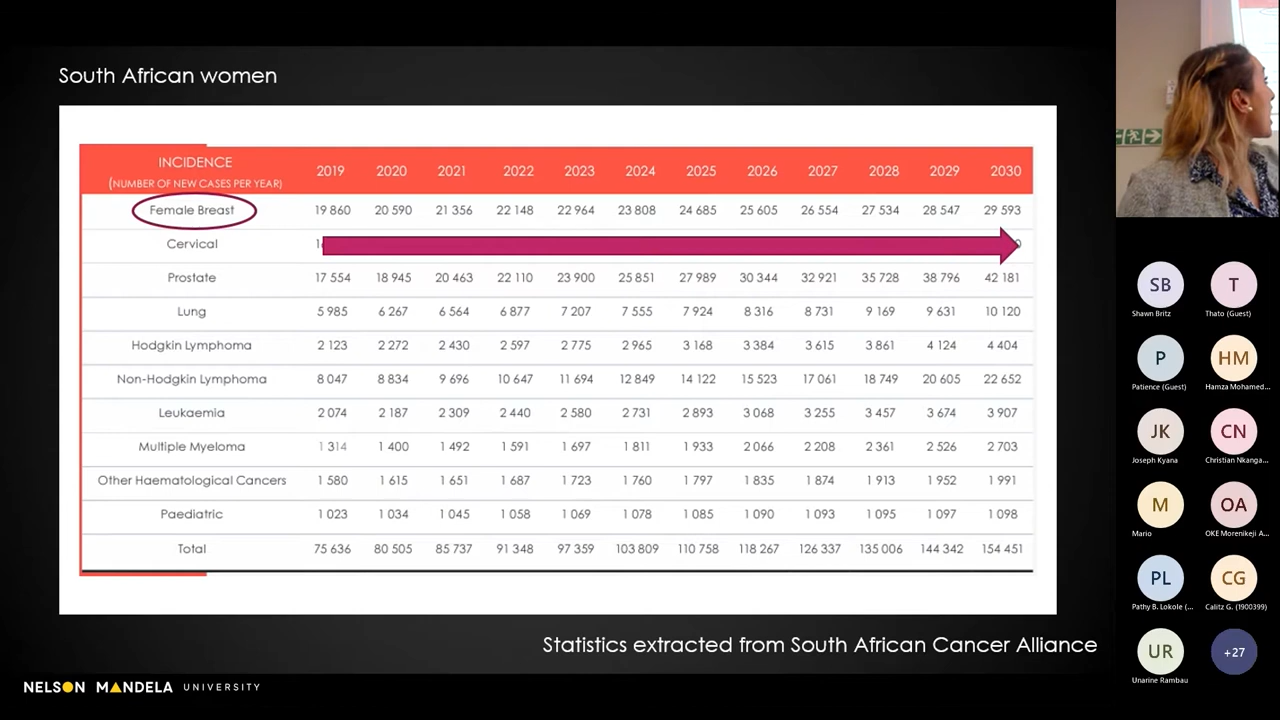 South African women
INCIDENCE 2019 2020 2021 2022 2023 2024 2025 2026 2027 2028 2029 2030
(NUMBER OF NEW CASES PER YEAR)
Female Breast 19 860 20 590 21 356 22 148 22 964 23 808 24 685 25 605 26 554 27 534 28 547 29 593
Cervical
Prostate 17 554 18 945 20 463 22 110 23 900 25 851 27 989 30 344 32 921 35 728 38 796 42 181
Lung 5 985 6 267 6 564 6 877 7 207 7 555 7 924 8 316 8 731 9 169 9 631 10 120
Hodgkin Lymphoma 2 123 2 272 2 430 2 597 2 775 2 965 3 168 3 384 3 615 3 861 4 124 4 404
Non-Hodgkin Lymphoma 8 047 8 834 9 696 10 647 11 694 12 849 14 122 15 523 17 061 18 749 20 605 22 652
Leukaemia 2 074 2 187 2 309 2 440 2 580 2 731 2 893 3 068 3 255 3 457 3 674 3 907
Multiple Myeloma 1 314 1 400 1 492 1 591 1 697 1 811 1 933 2 066 2 208 2 361 2 526 2 703
Other Haematological Cancers 1 580 1 615 1 651 1 687 1 723 1 760 1 797 1 835 1 874 1 913 1 952 1 991
Paediatric 1 023 1 034 1 045 1 058 1 069 1 078 1 085 1 090 1 093 1 095 1 097 1 098
Total 75 636 80 505 85 737 91 348 97 359 103 809 110 758 118 267 126 337 135 006 144 342 154 451
Statistics extracted from South African Cancer Alliance
NELSON MANDELA UNIVERSITY
SB T
Shawn Britz Thato (Guest)
P HM
Patience (Guest) Hamza Mohamed...
JK CN
Joseph Kyana Christian Nkanga...
M OA
Mario OKE Morenikeji A...
PL CG
Pathy B. Lokole (... Calitz G. (1900399)
UR +27
Unarine Rambau